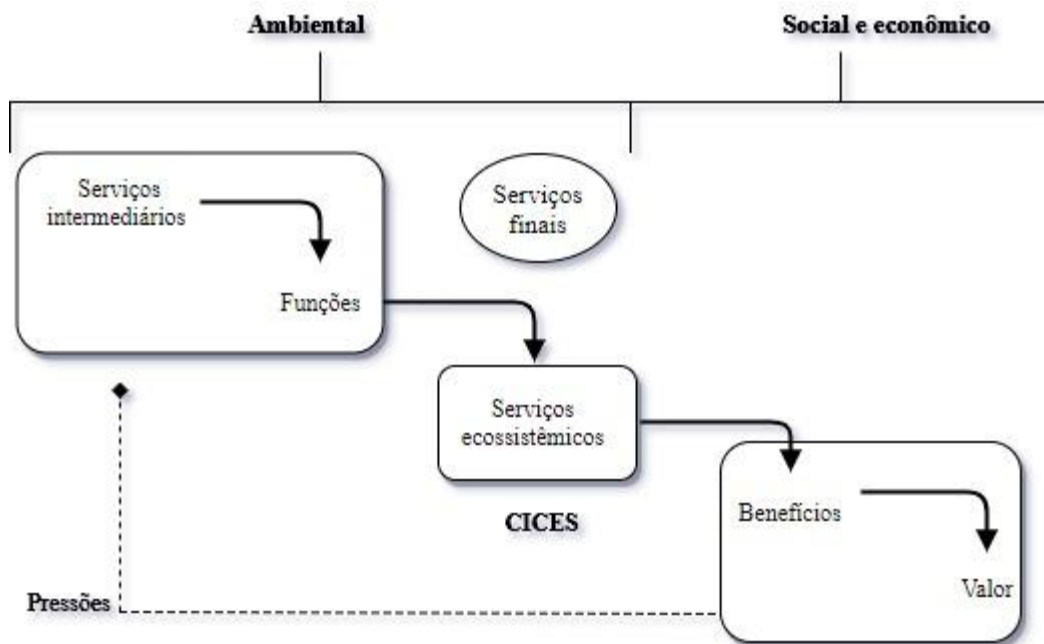 Ambiental
Social e econômico
Serviços
intermediários
Serviços
finais
Funções
Serviços
ecossistêmicos
CICES
Benefícios
Valor
Pressões